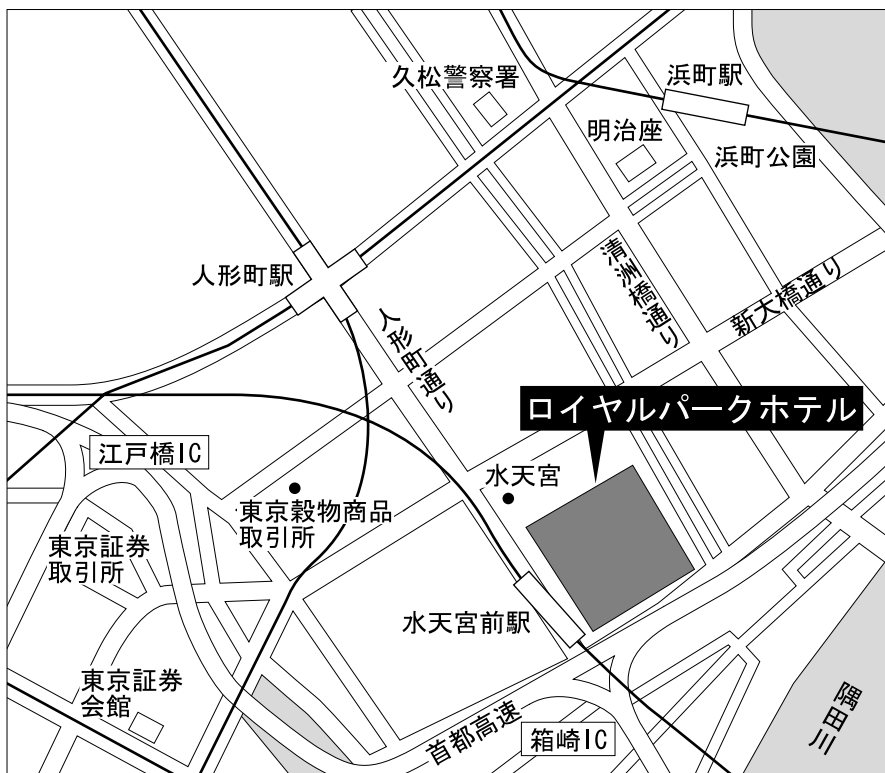 久松警察署
浜町駅
明治座
浜町公園
人形町駅
清洲橋通り
新大橋通り
人形町通り
ロイヤルパークホテル
江戸橋IC
水天宮
東京穀物商品
取引所
東京証券
取引所
水天宮前駅
東京証券
会館
首都高速
箱崎IC
隅田川